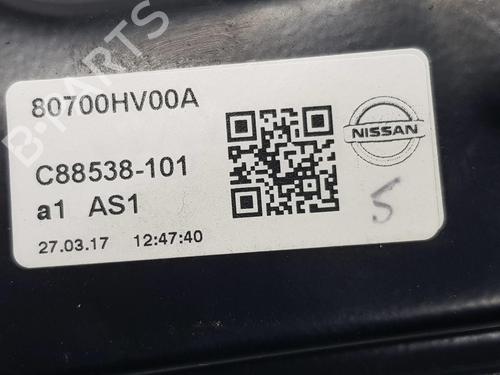 80700HV00A
NISSAN
C88538-101
a1 AS1
27.03.17 12:47:40
5
B-PARTS